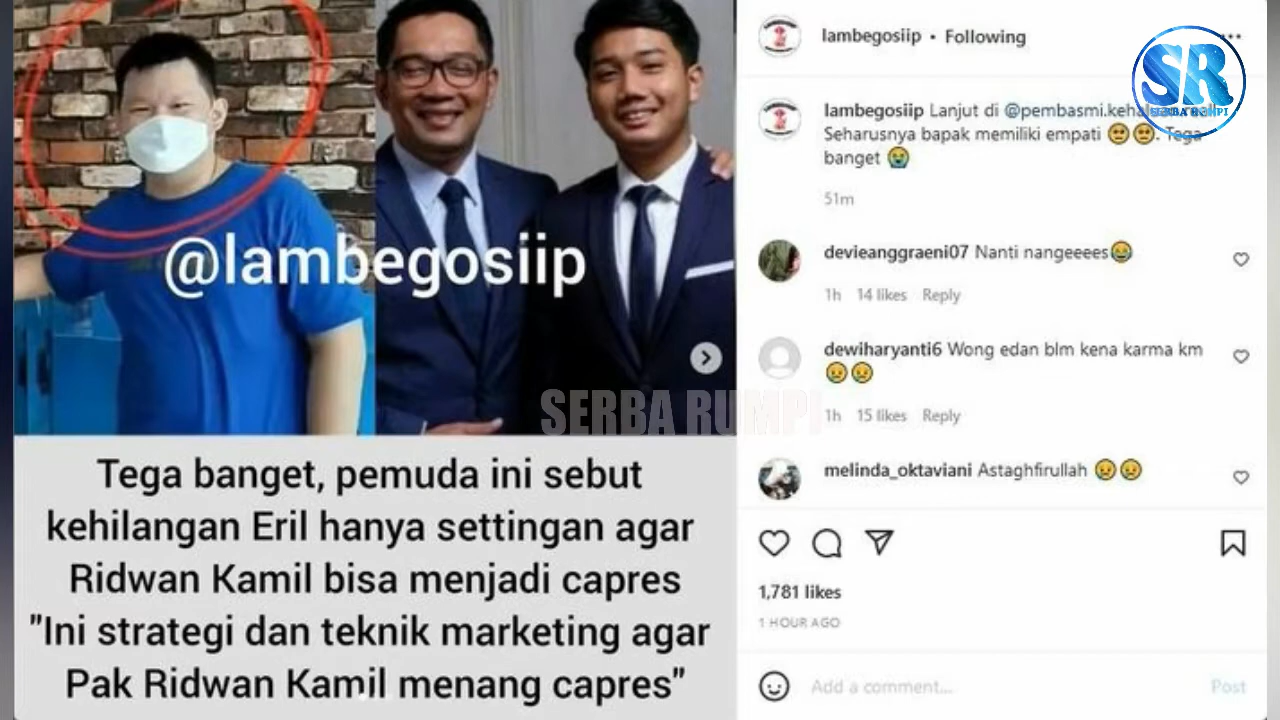 @lambegosiip
Tega banget, pemuda ini sebut
kehilangan Eril hanya settingan agar
Ridwan Kamil bisa menjadi capres
"Ini strategi dan teknik marketing agar
Pak Ridwan Kamil menang capres"
SERBA RUMPI
lambegosiip • Following
SR
SERBA RUMPI
lambegosiip Lanjut di
Seharusnya bapak memiliki empati 🥺🥺. Tega
banget 😭
51m
devieanggraeni07 Nanti nangeeees😂
1h 14 likes Reply
dewiharyanti6 Wong edan blm kena karma km
😢😢
1h 15 likes Reply
melinda_oktaviani Astaghfirullah 😢😢
1,781 likes
1 HOUR AGO
Add a comment...
Post